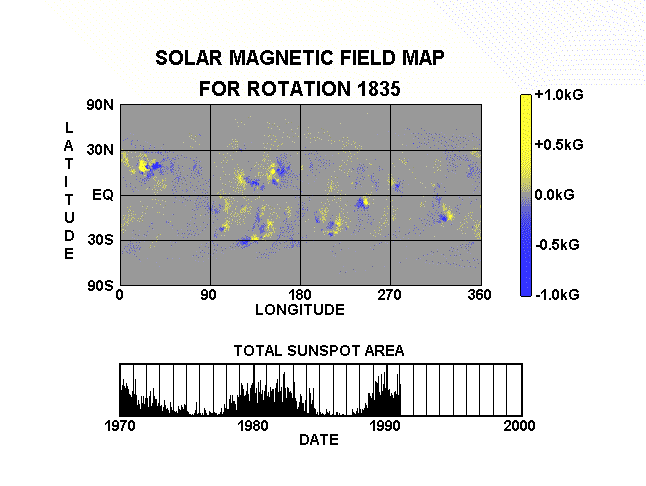 SOLAR MAGNETIC FIELD MAP
FOR ROTATION 1835
90N
30N
EQ
30S
90S
LATITUDE
0 90 180 270 360
LONGITUDE
+1.0kG
+0.5kG
0.0kG
-0.5kG
-1.0kG
TOTAL SUNSPOT AREA
1970 1980 1990 2000
DATE